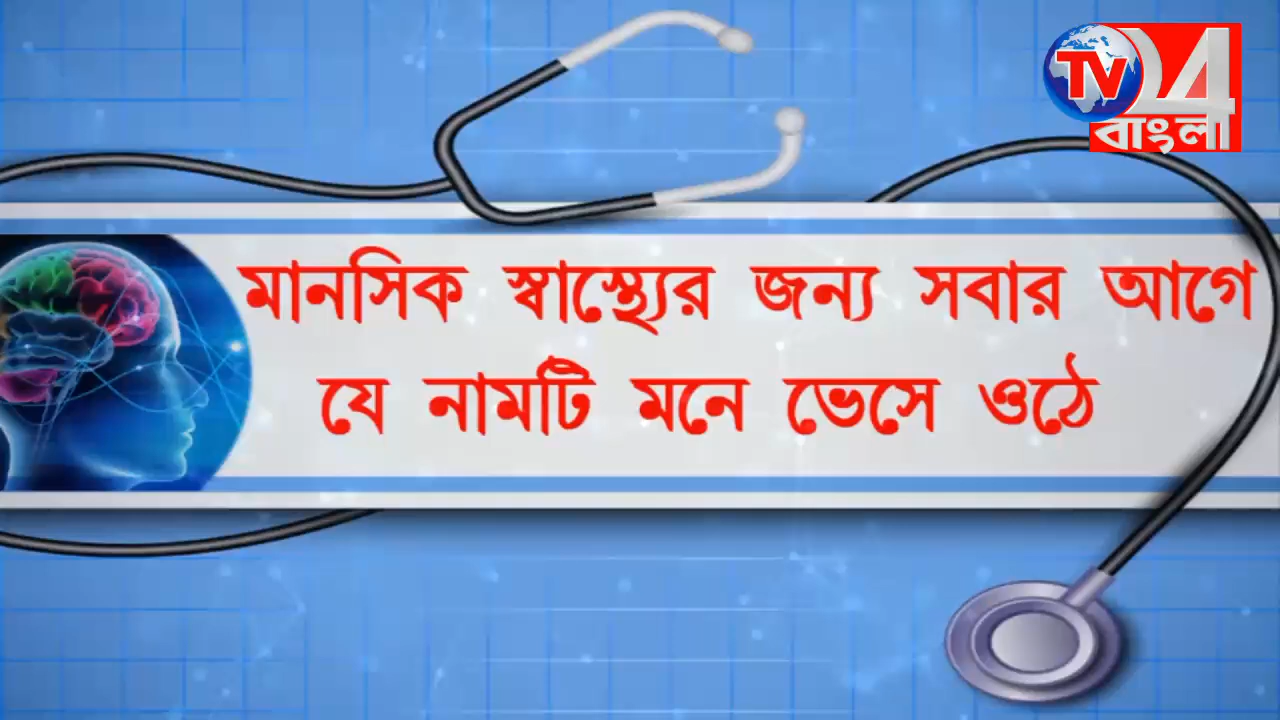 TV 24
বাংলা
মানসিক স্বাস্থ্যের জন্য সবার আগে
যে নামটি মনে ভেসে ওঠে